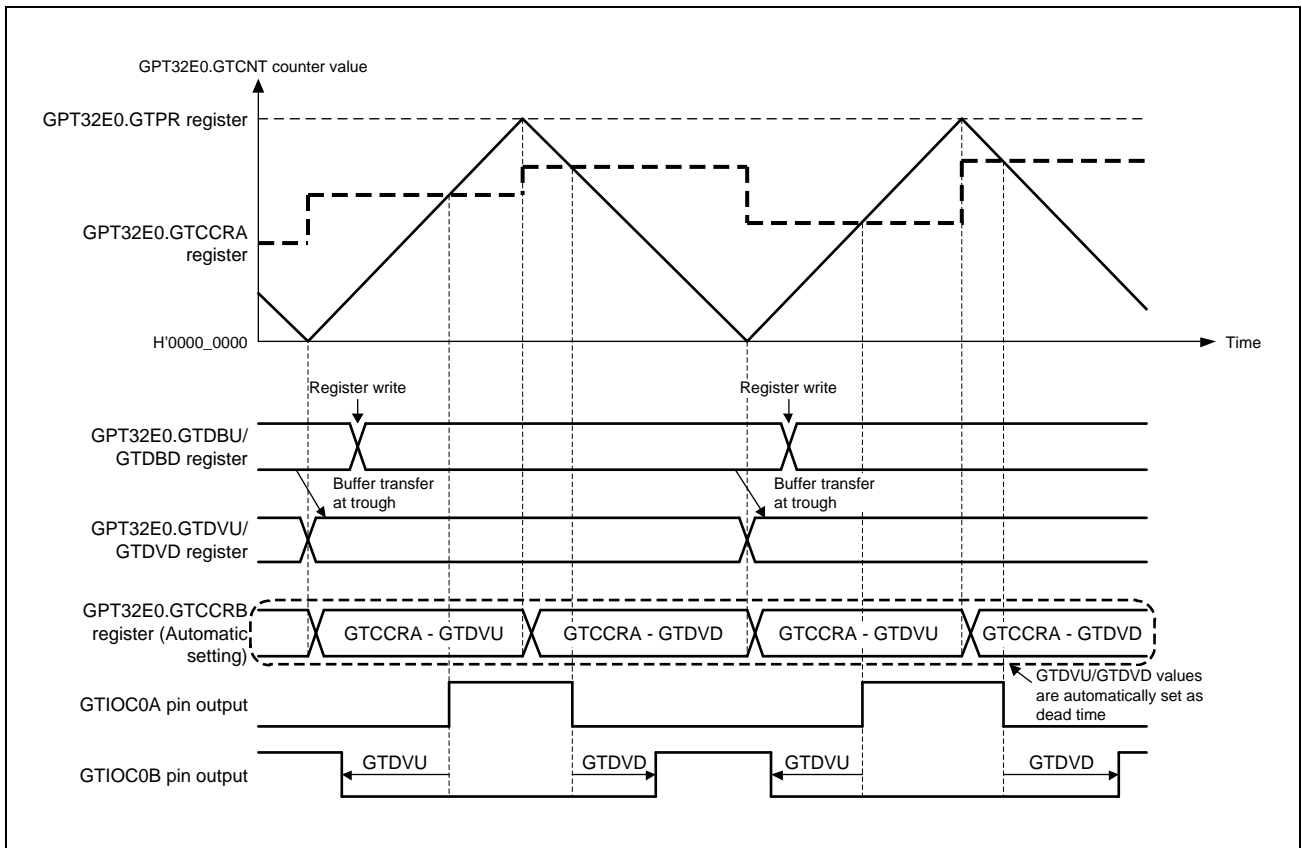 GPT32E0.GTCNT counter value
GPT32E0.GTPR register
GPT32E0.GTCCRA
register
H'0000_0000
Time
Register write
Register write
GPT32E0.GTDBU/
GTDBD register
Buffer transfer
at trough
Buffer transfer
at trough
GPT32E0.GTDVU/
GTDVD register
GPT32E0.GTCCRB
register (Automatic
setting)
GTCCRA - GTDVU
GTCCRA - GTDVD
GTCCRA - GTDVU
GTCCRA - GTDVD
GTDVU/GTDVD values
are automatically set as
dead time
GTIOC0A pin output
GTIOC0B pin output
GTDVU
GTDVD
GTDVU
GTDVD